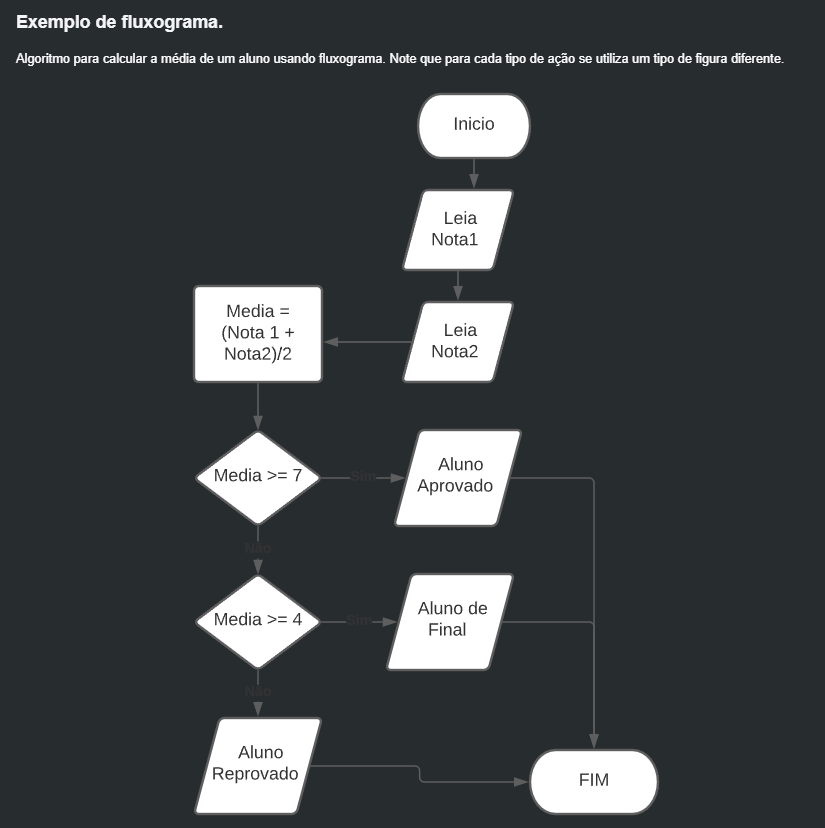 Exemplo de fluxograma.
Algoritmo para calcular a média de um aluno usando fluxograma. Note que para cada tipo de ação se utiliza um tipo de figura diferente.
Inicio
Leia
Nota1
Leia
Nota2
Media =
(Nota 1 +
Nota2)/2
Media >= 7
Sim
Aluno
Aprovado
Não
Media >= 4
Sim
Aluno de
Final
Não
Aluno
Reprovado
FIM